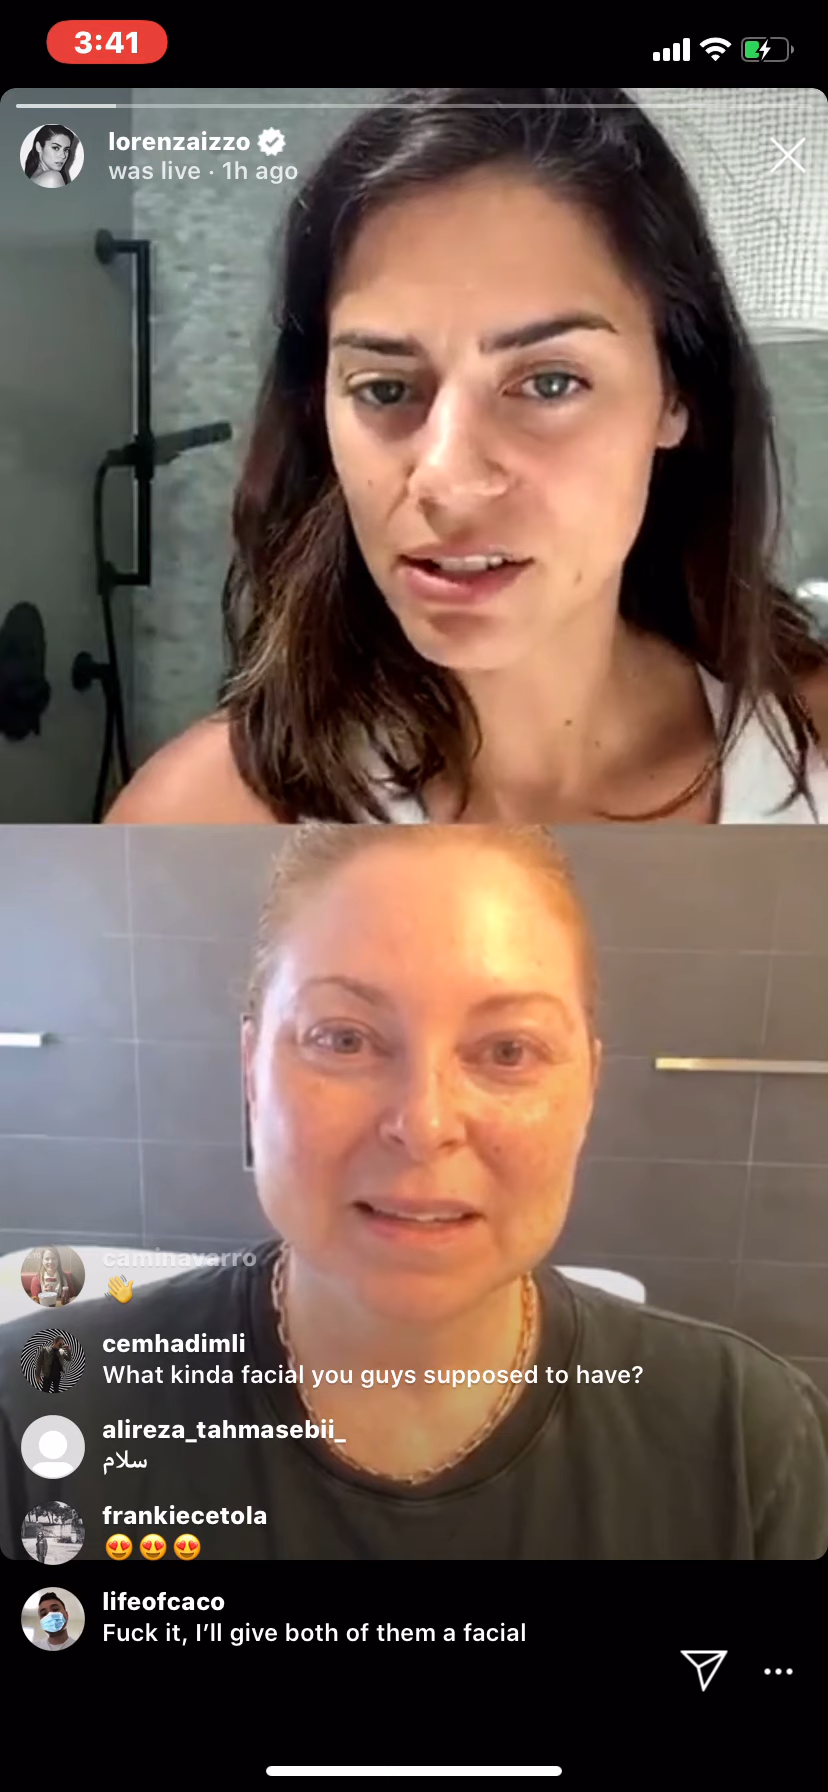 3:41
lorenzaizzo
was live · 1h ago
caminavarro
👋
cemhadimli
What kinda facial you guys supposed to have?
alireza_tahmasebii_
سلام
frankiecetola
😍😍😍
lifeofcaco
Fuck it, I’ll give both of them a facial